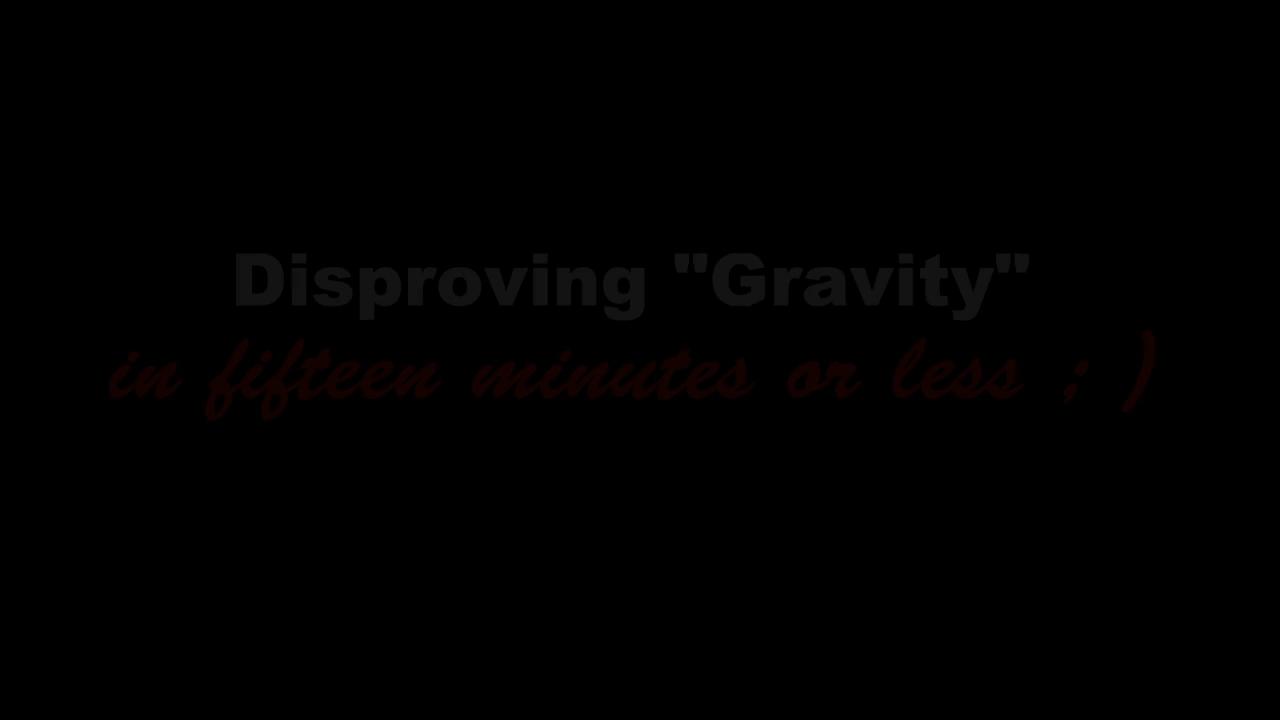 Disproving "Gravity"
in fifteen minutes or less ; )